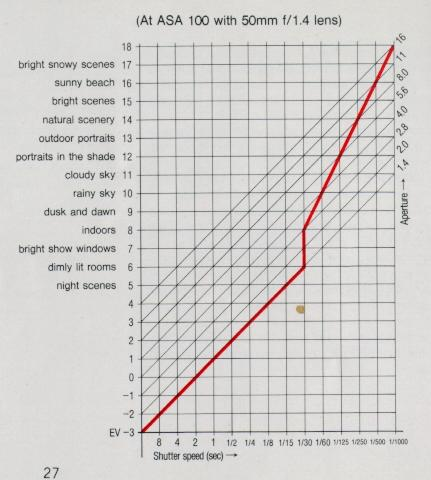 (At ASA 100 with 50mm f/1.4 lens)
18
bright snowy scenes 17
sunny beach 16
bright scenes 15
natural scenery 14
outdoor portraits 13
portraits in the shade 12
cloudy sky 11
rainy sky 10
dusk and dawn 9
indoors 8
bright show windows 7
dimly lit rooms 6
night scenes 5
4
3
2
1
0
−1
−2
EV −3
16
11
8.0
5.6
4.0
2.8
2.0
1.4
Aperture →
8 4 2 1 1/2 1/4 1/8 1/15 1/30 1/60 1/125 1/250 1/500 1/1000
Shutter speed (sec) →
27